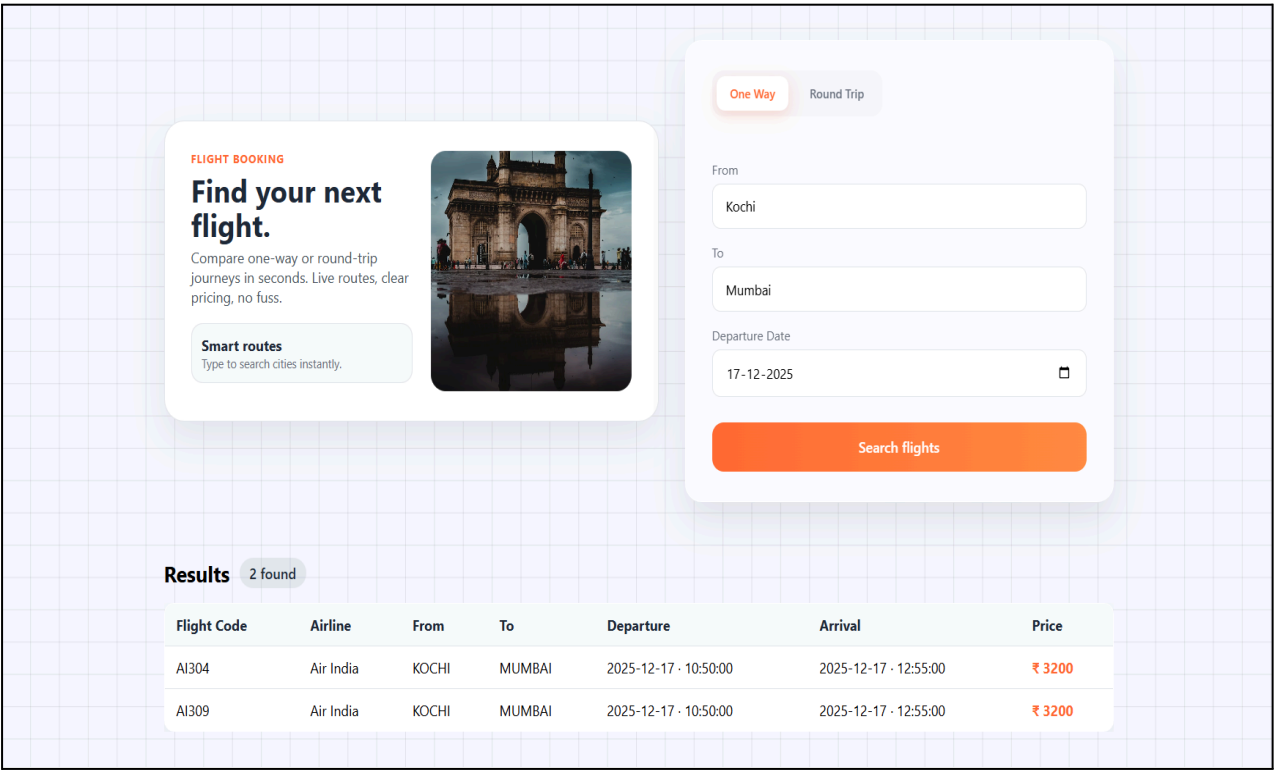 FLIGHT BOOKING
Find your next
flight.
Compare one-way or round-trip
journeys in seconds. Live routes, clear
pricing, no fuss.
Smart routes
Type to search cities instantly.
One Way Round Trip
From
Kochi
To
Mumbai
Departure Date
17-12-2025
Search flights
Results 2 found
Flight Code Airline From To Departure Arrival Price
AI304 Air India KOCHI MUMBAI 2025-12-17 · 10:50:00 2025-12-17 · 12:55:00 ₹ 3200
AI309 Air India KOCHI MUMBAI 2025-12-17 · 10:50:00 2025-12-17 · 12:55:00 ₹ 3200